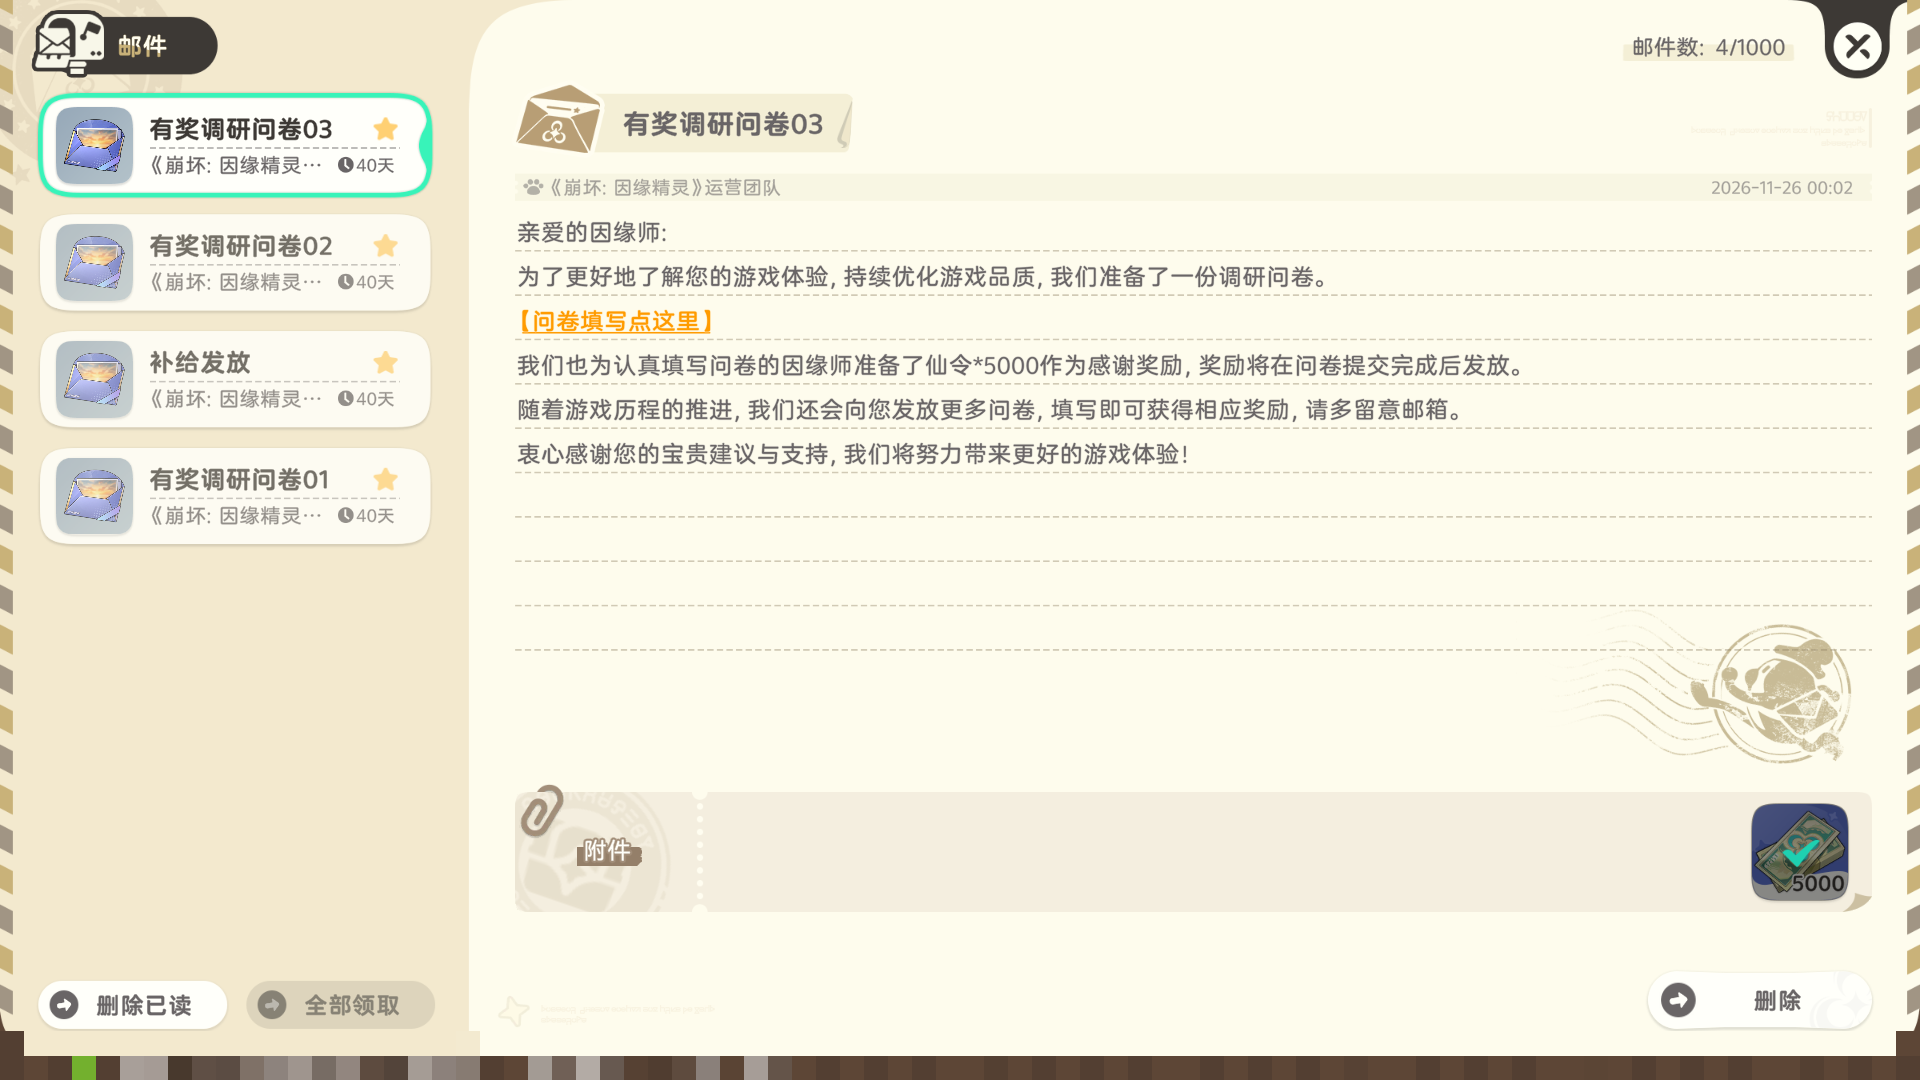 邮件
邮件数: 4/1000
有奖调研问卷03
《崩坏: 因缘精灵… 40天
有奖调研问卷02
《崩坏: 因缘精灵… 40天
补给发放
《崩坏: 因缘精灵… 40天
有奖调研问卷01
《崩坏: 因缘精灵… 40天
删除已读
全部领取
有奖调研问卷03
《崩坏: 因缘精灵》运营团队
2026-11-26 00:02
亲爱的因缘师:
为了更好地了解您的游戏体验, 持续优化游戏品质, 我们准备了一份调研问卷。
【问卷填写点这里】
我们也为认真填写问卷的因缘师准备了仙令*5000作为感谢奖励, 奖励将在问卷提交完成后发放。
随着游戏历程的推进, 我们还会向您发放更多问卷, 填写即可获得相应奖励, 请多留意邮箱。
衷心感谢您的宝贵建议与支持, 我们将努力带来更好的游戏体验!
附件
5000
删除